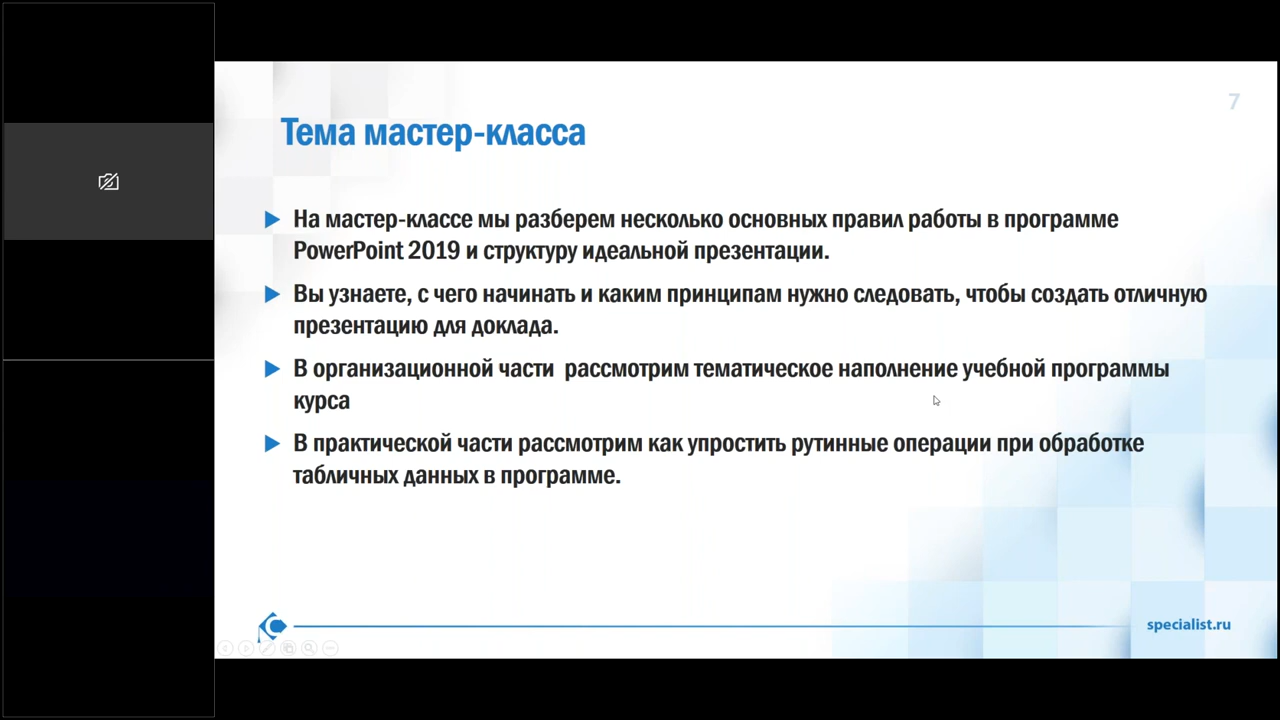 7
Тема мастер-класса
На мастер-классе мы разберем несколько основных правил работы в программе
PowerPoint 2019 и структуру идеальной презентации.
Вы узнаете, с чего начинать и каким принципам нужно следовать, чтобы создать отличную
презентацию для доклада.
В организационной части  рассмотрим тематическое наполнение учебной программы
курса
В практической части рассмотрим как упростить рутинные операции при обработке
табличных данных в программе.
specialist.ru